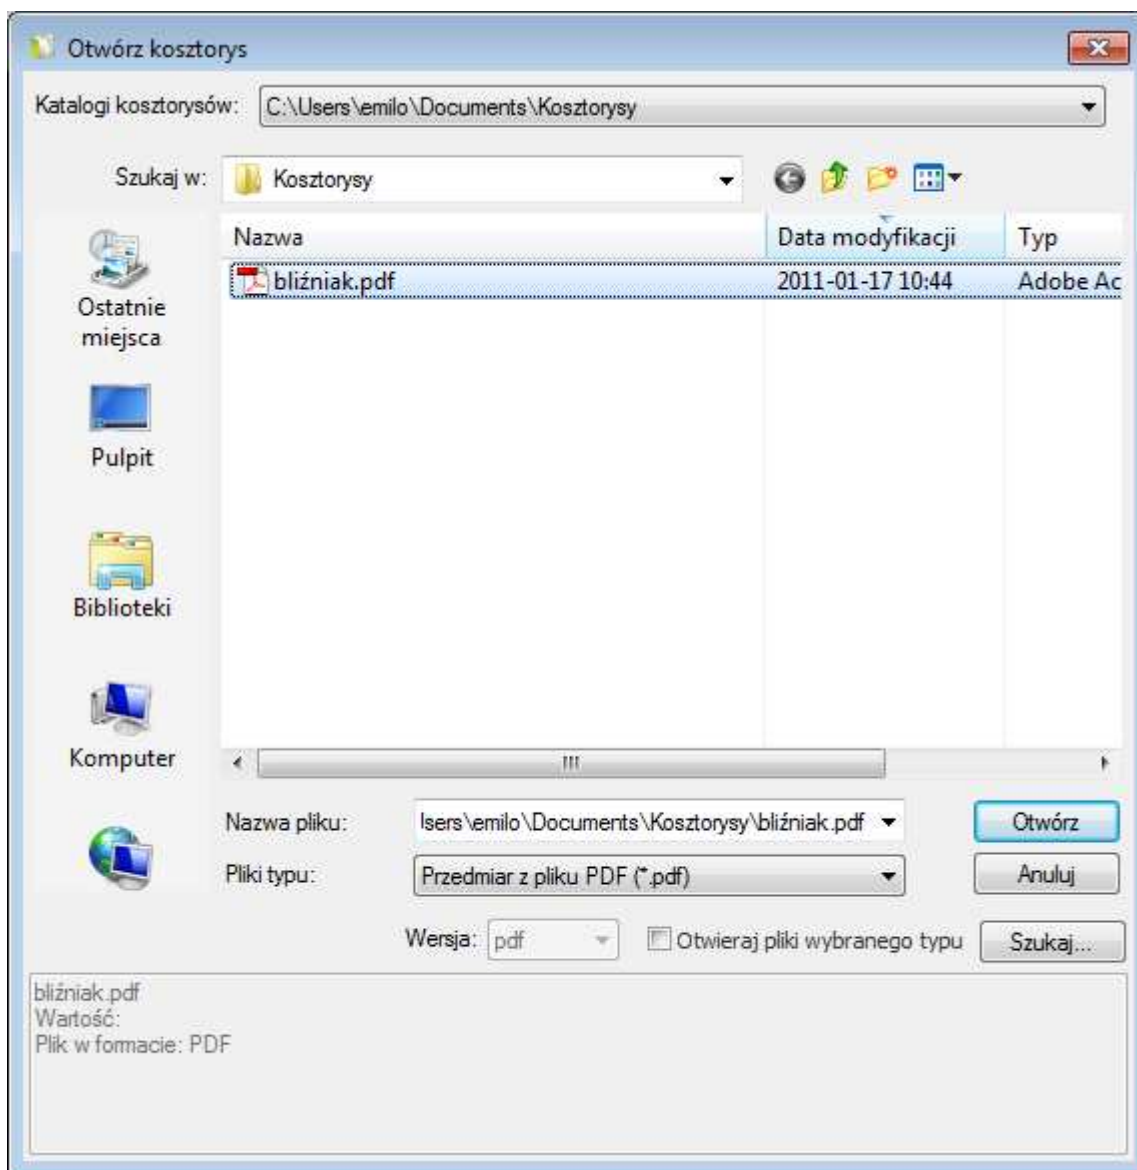 Otwórz kosztorys
Katalogi kosztorysów: C:\Users\emilo\Documents\Kosztorysy
Szukaj w: Kosztorysy
Nazwa Data modyfikacji Typ
bliźniak.pdf 2011-01-17 10:44 Adobe Ac
Ostatnie
miejsca
Pulpit
Biblioteki
Komputer
Nazwa pliku: lsers\emilo\Documents\Kosztorysy\bliźniak.pdf Otwórz
Pliki typu: Przedmiar z pliku PDF (*.pdf) Anuluj
Wersja: pdf Otwieraj pliki wybranego typu Szukaj...
bliźniak.pdf
Wartość:
Plik w formacie: PDF